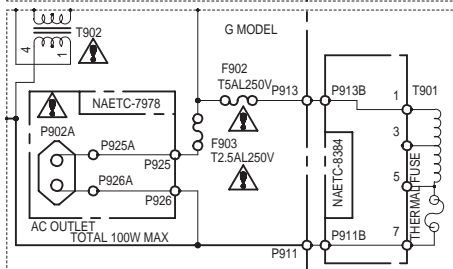 T902
4
1
G MODEL
F902
T5AL250V
P913
P913B
1
T901
NAETC-7978
P902A
P925A
P925
F903
T2.5AL250V
3
NAETC-8384
5
P926A
P926
THERMAL FUSE
AC OUTLET
TOTAL 100W MAX
P911
P911B
7